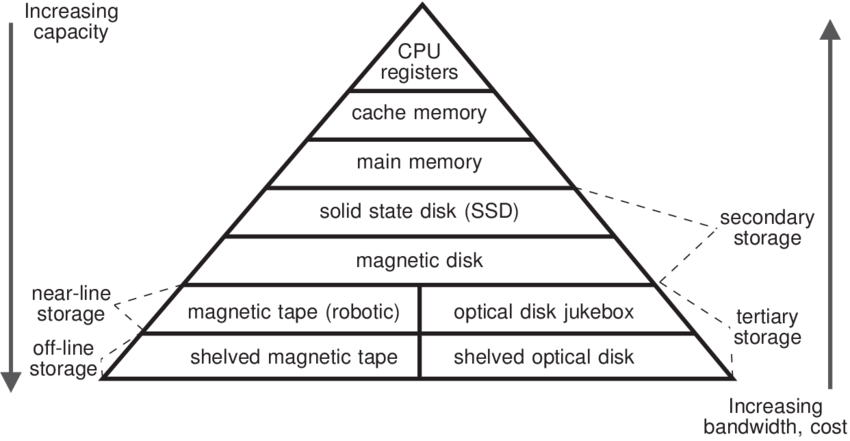 Increasing
capacity
CPU
registers
cache memory
main memory
solid state disk (SSD)
secondary
storage
magnetic disk
near-line
storage
magnetic tape (robotic)
optical disk jukebox
tertiary
storage
off-line
storage
shelved magnetic tape
shelved optical disk
Increasing
bandwidth, cost